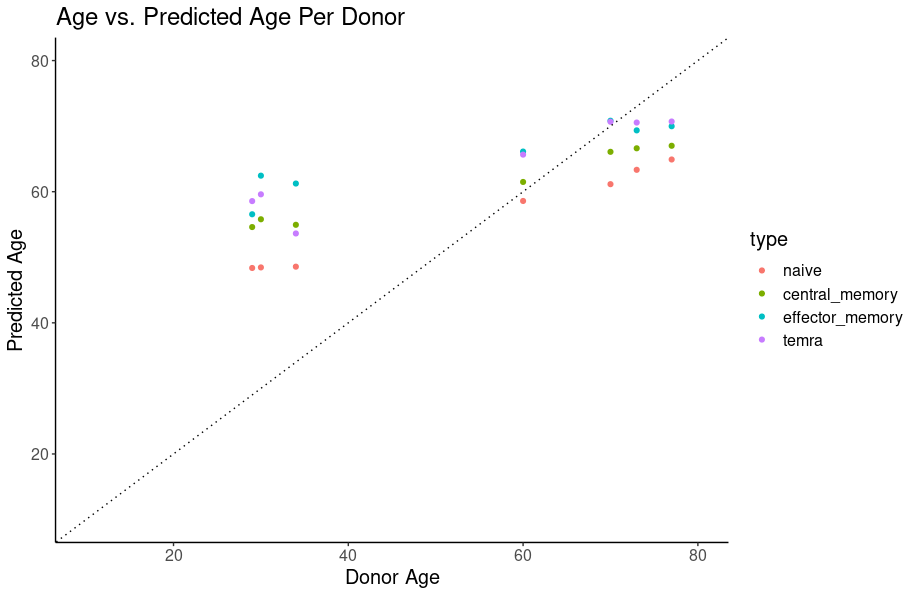 Age vs. Predicted Age Per Donor
80
60
40
20
Predicted Age
20 40 60 80
Donor Age
type
naive
central_memory
effector_memory
temra